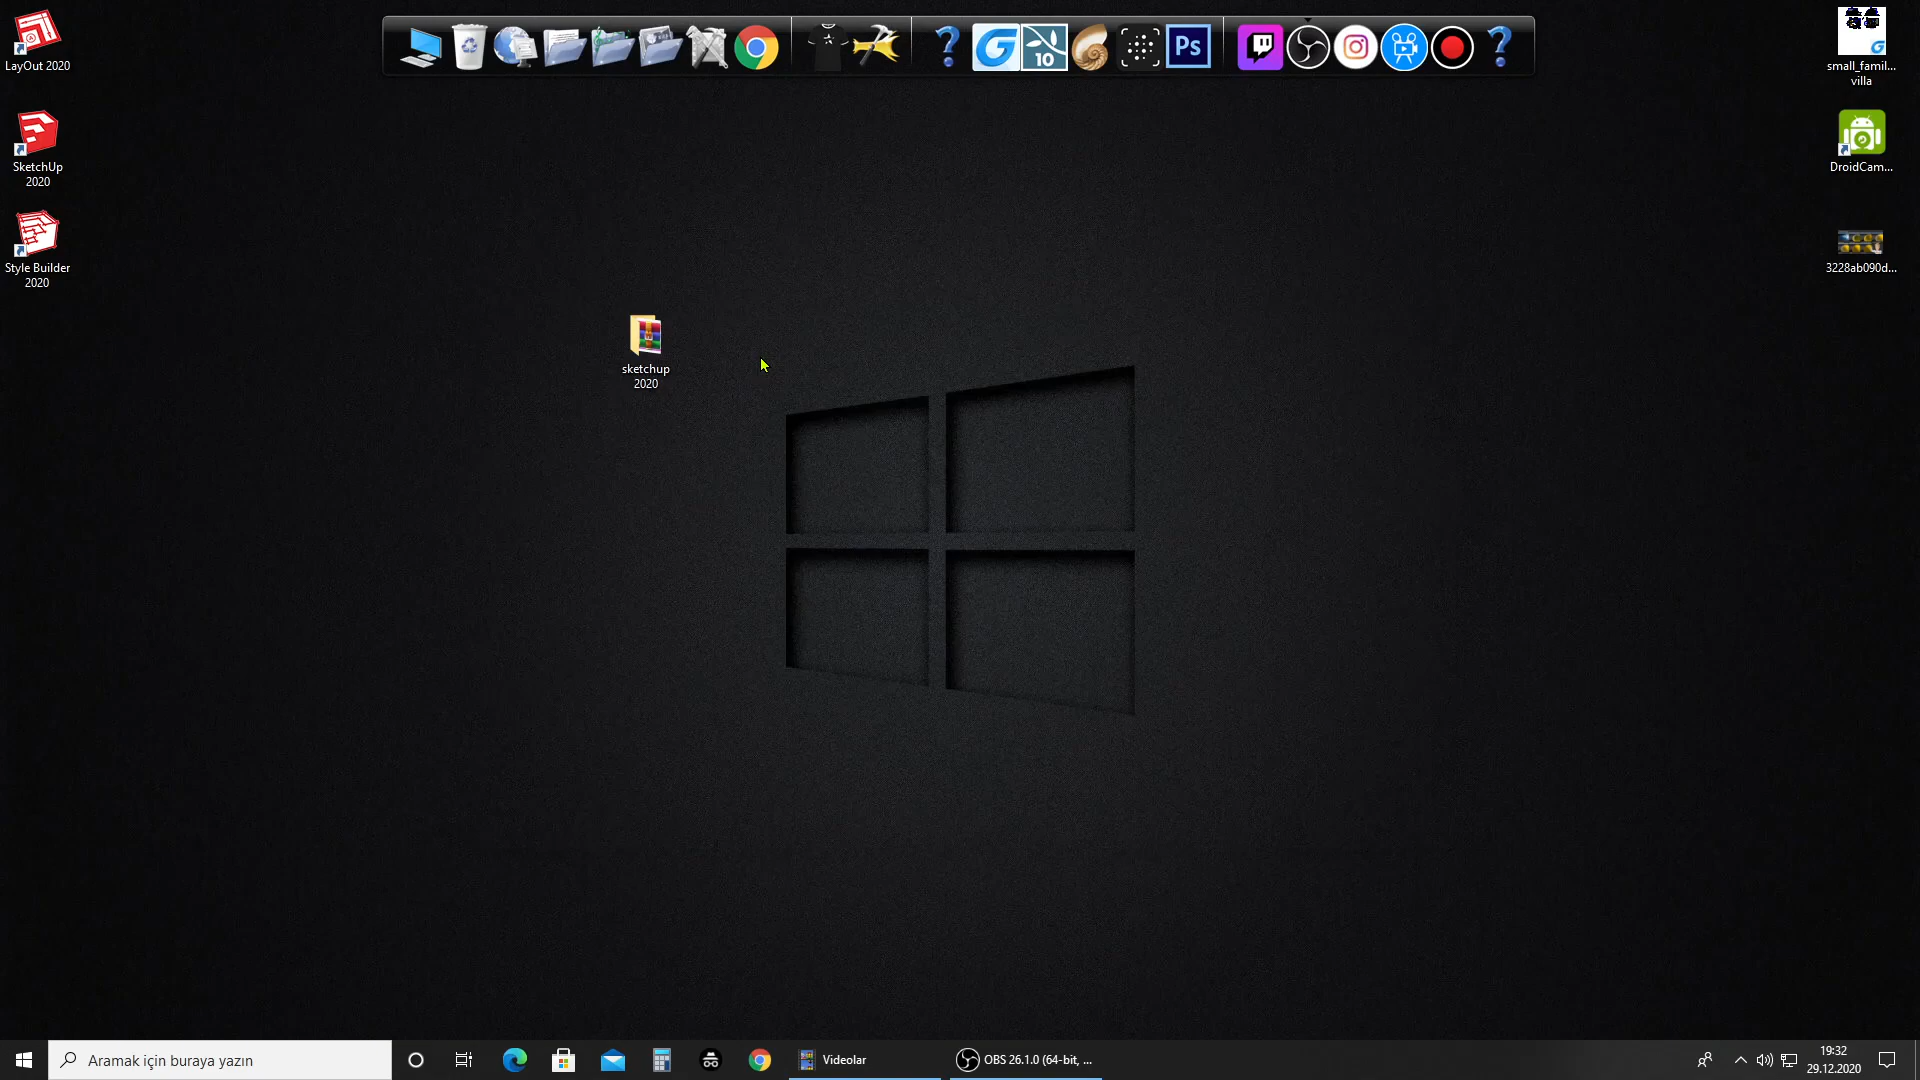 LayOut 2020
SketchUp
2020
Style Builder
2020
sketchup
2020
10
Ps
small_famil...
villa
DroidCam...
3228ab090d...
Aramak için buraya yazın
Videolar
OBS 26.1.0 (64-bit, ...
19:32
29.12.2020